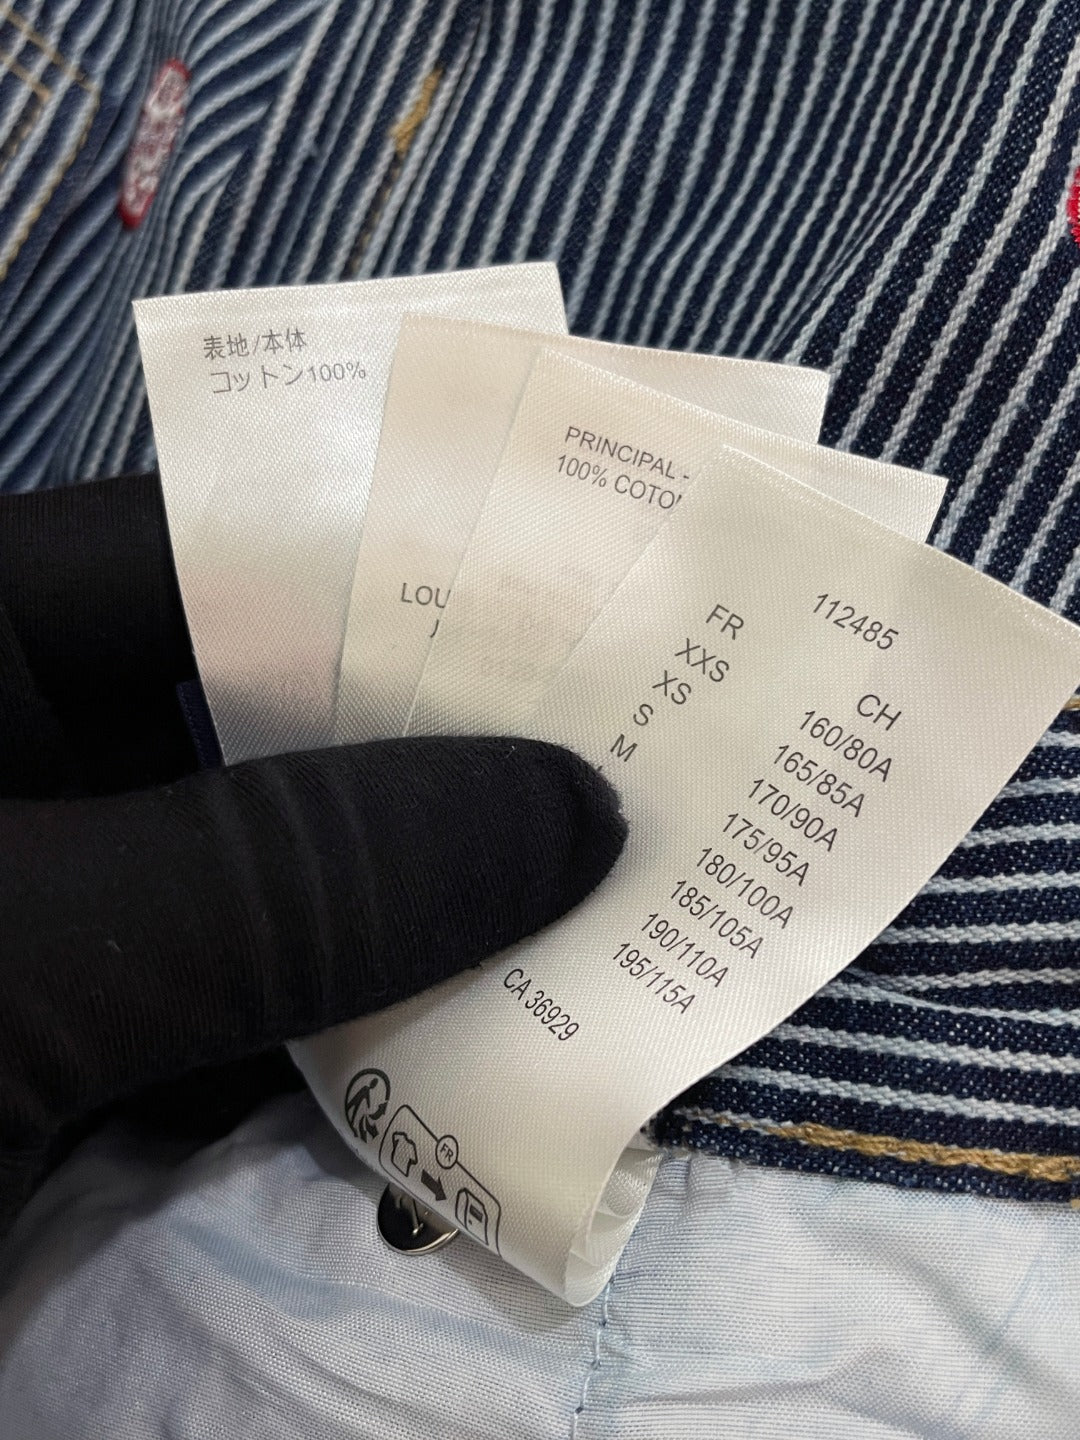 表地/本体
コットン100%
LOU
PRINCIPAL -
100% COTO
112485
FR
CH
XXS
160/80A
XS
165/85A
S
170/90A
M
175/95A
180/100A
185/105A
190/110A
195/115A
CA 36929
FR